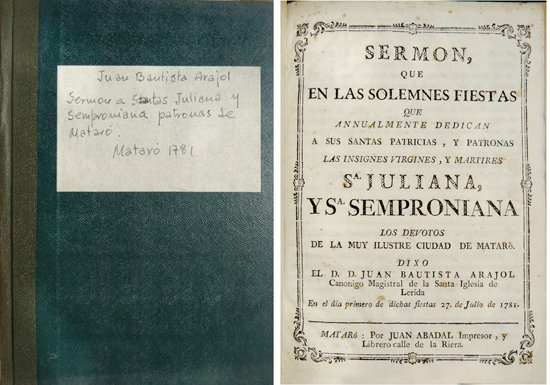 Juan Bautista Arajol
Sermon a Stas Juliana y
Semproniana patronas de
Mataró.
Mataró 1781
SERMON,
QUE
EN LAS SOLEMNES FIESTAS
QUE
ANNUALMENTE DEDICAN
A SUS SANTAS PATRICIAS, Y PATRONAS
LAS INSIGNES VIRGINES, Y MARTIRES
Sᴬ. JULIANA,
Y Sᴬ. SEMPRONIANA
LOS DEVOTOS
DE LA MUY ILUSTRE CIUDAD DE MATARÒ.
DIXO
EL D. D. JUAN BAUTISTA ARAJOL
Canonigo Magistral de la Santa Iglesia de
Lerida
En el dia primero de dichas fiestas 27. de Julio de 1781.
MATARÓ: Por JUAN ABADAL Impresor, y
Librero calle de la Riera.